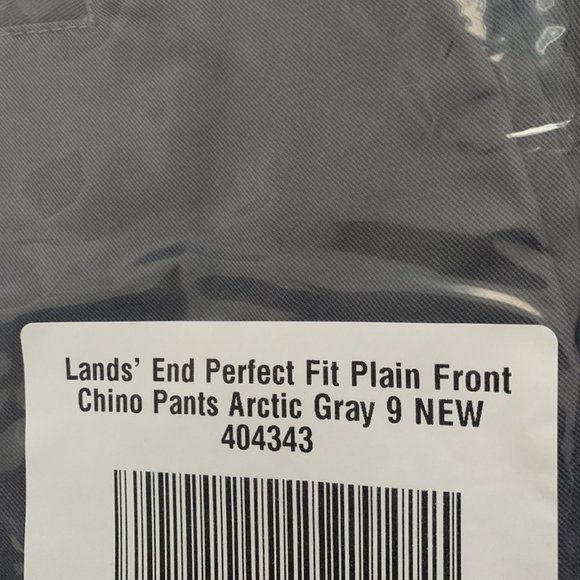 Lands’ End Perfect Fit Plain Front
Chino Pants Arctic Gray 9 NEW
404343